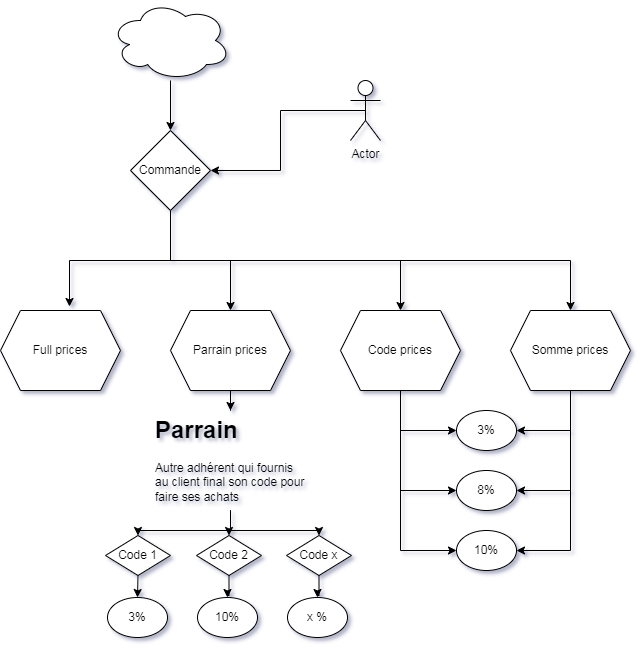 Actor
Commande
Full prices
Parrain prices
Code prices
Somme prices
Parrain
Autre adhérent qui fournis
au client final son code pour
faire ses achats
3%
8%
10%
Code 1
Code 2
Code x
3%
10%
x %